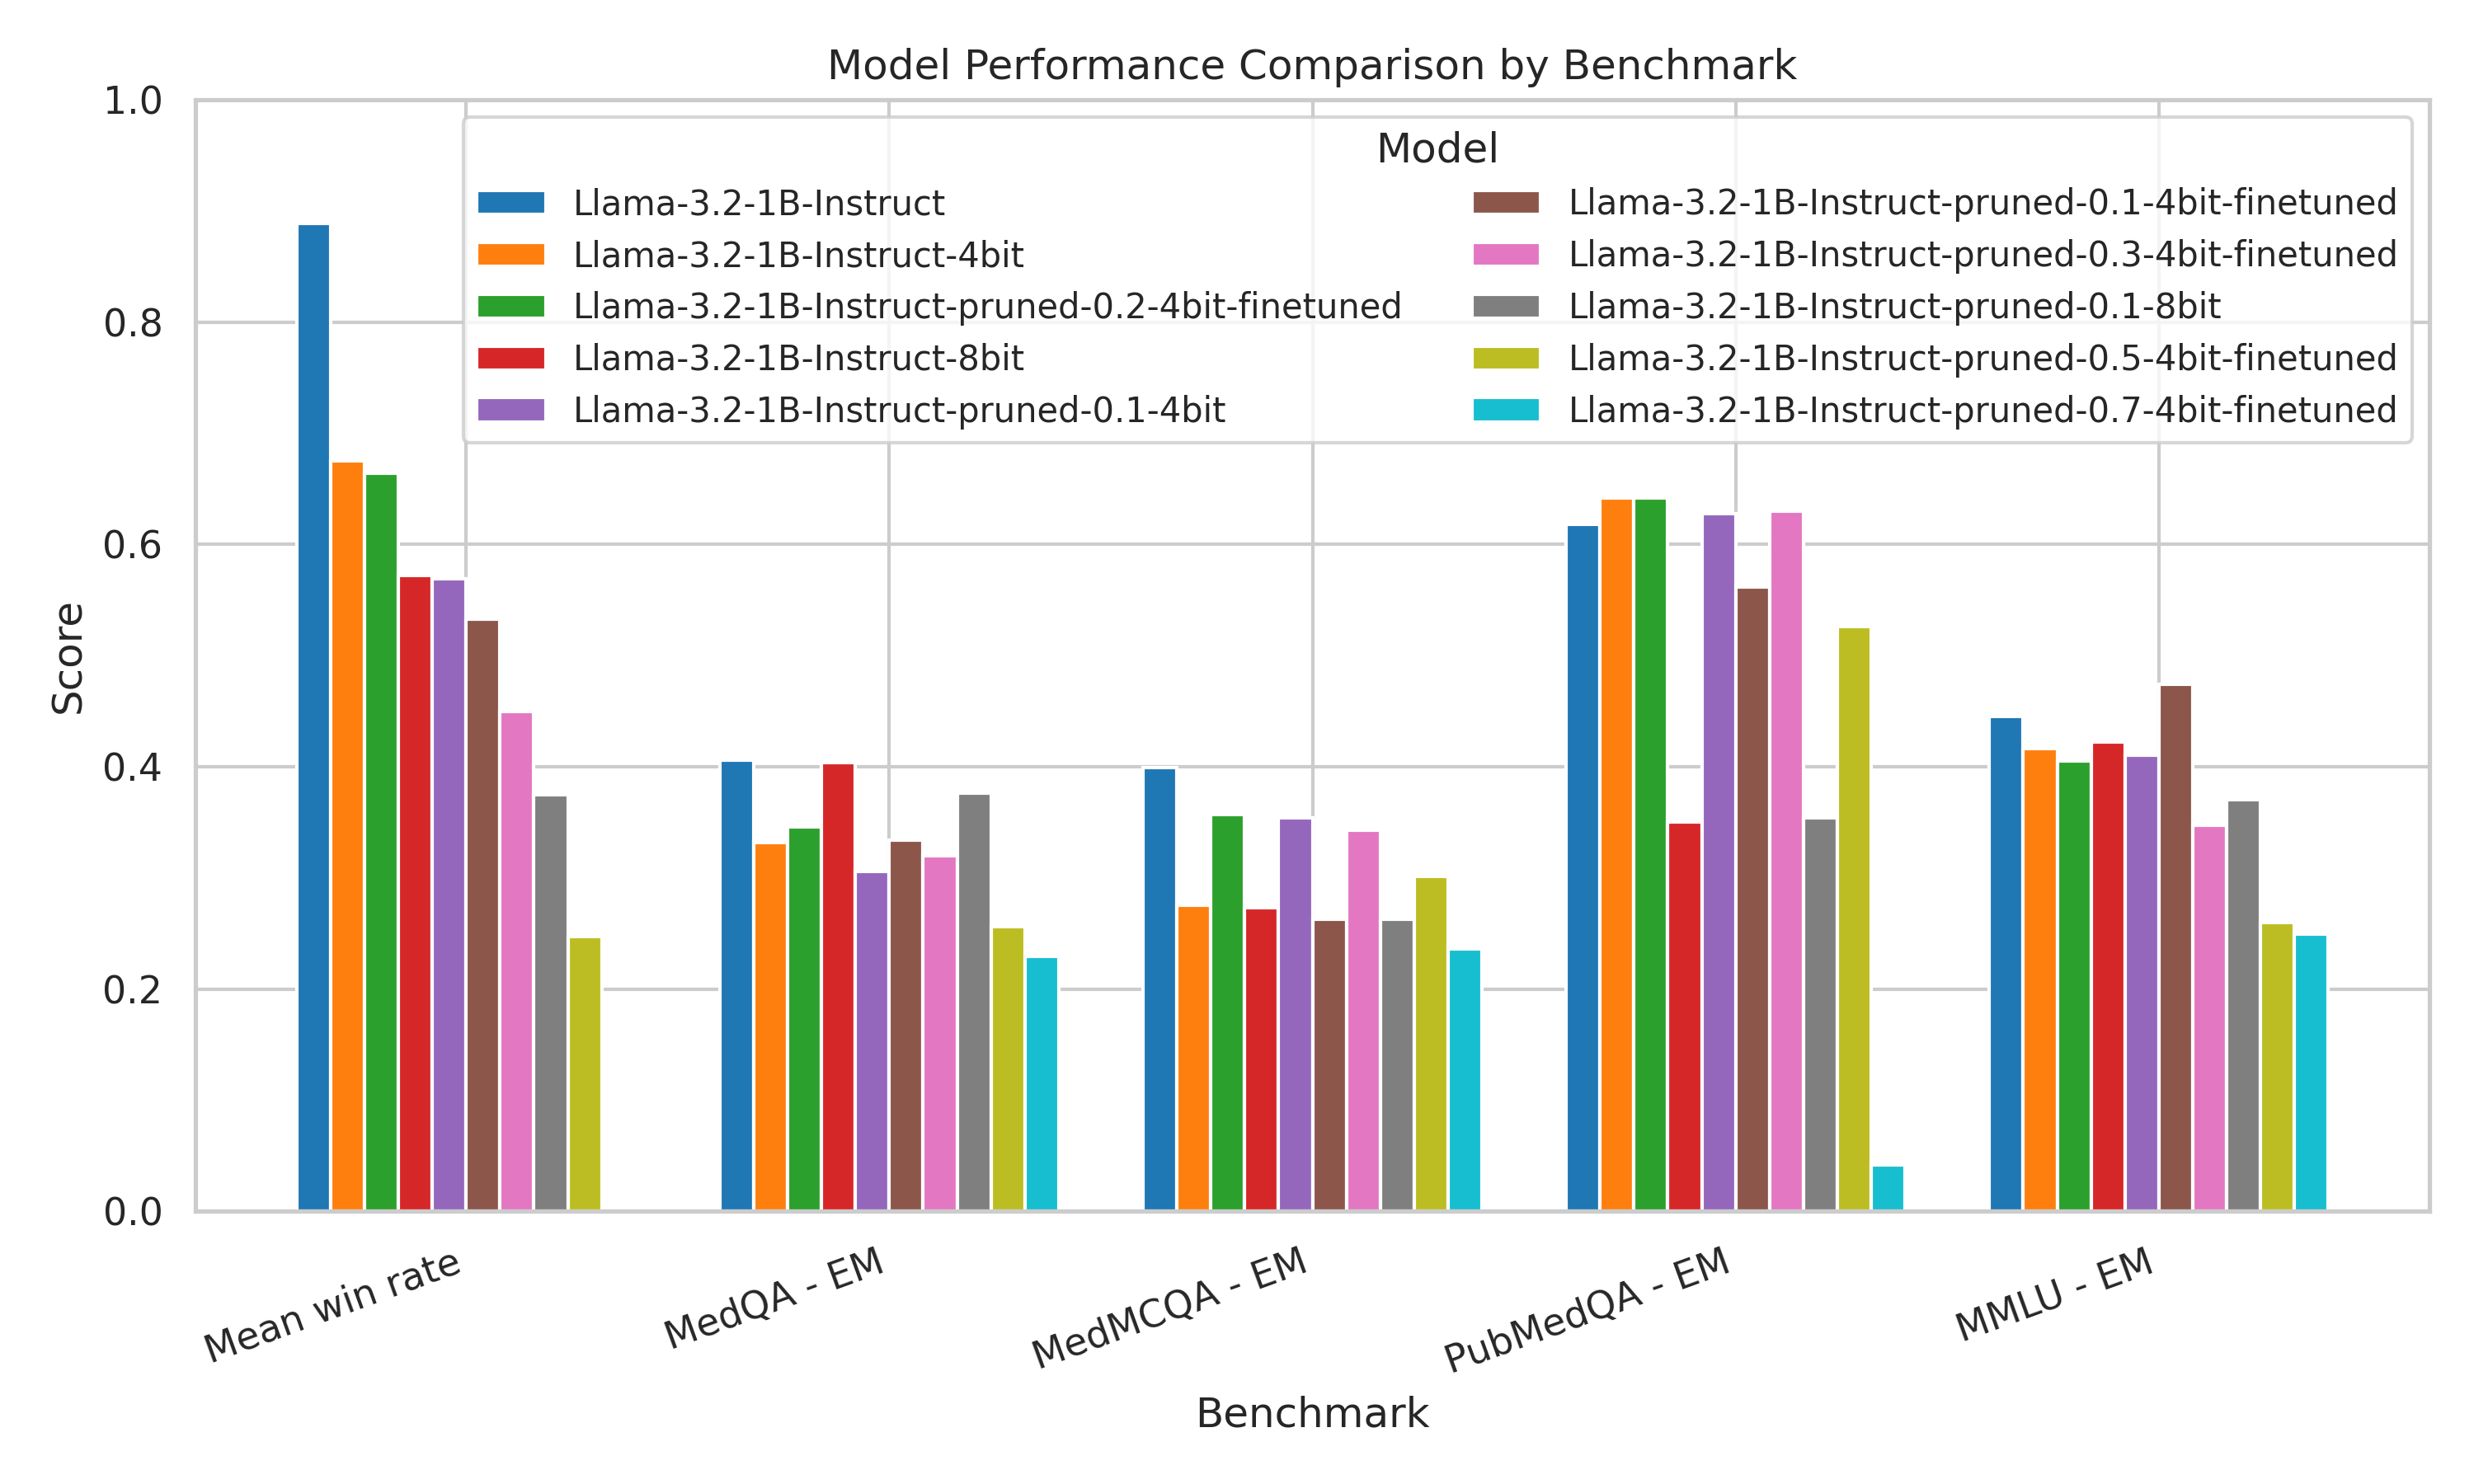 Model Performance Comparison by Benchmark
1.0
0.8
0.6
0.4
0.2
0.0
Score
Model
Llama-3.2-1B-Instruct
Llama-3.2-1B-Instruct-4bit
Llama-3.2-1B-Instruct-pruned-0.2-4bit-finetuned
Llama-3.2-1B-Instruct-8bit
Llama-3.2-1B-Instruct-pruned-0.1-4bit
Llama-3.2-1B-Instruct-pruned-0.1-4bit-finetuned
Llama-3.2-1B-Instruct-pruned-0.3-4bit-finetuned
Llama-3.2-1B-Instruct-pruned-0.1-8bit
Llama-3.2-1B-Instruct-pruned-0.5-4bit-finetuned
Llama-3.2-1B-Instruct-pruned-0.7-4bit-finetuned
Mean win rate
MedQA - EM
MedMCQA - EM
PubMedQA - EM
MMLU - EM
Benchmark